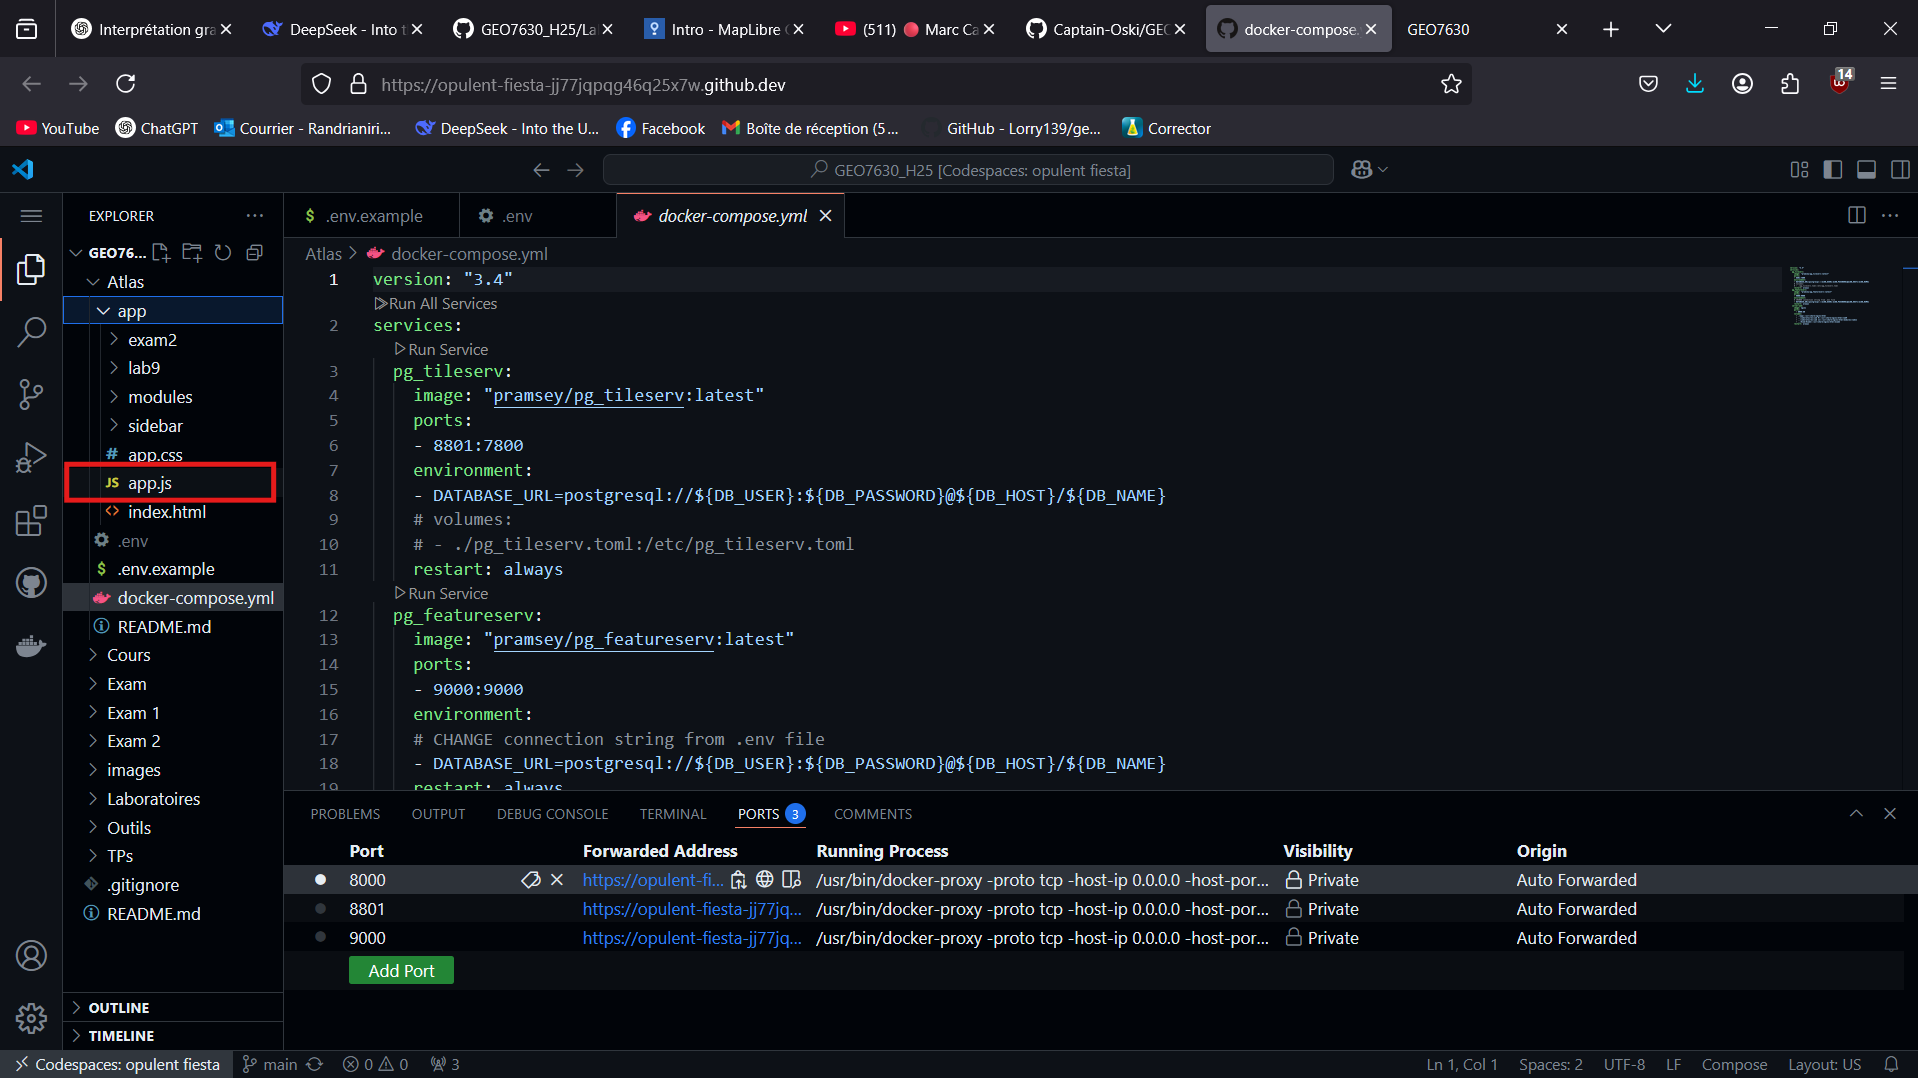 Interprétation gra
DeepSeek - Into t
GEO7630_H25/La
Intro - MapLibre
(511) Marc Ca
Captain-Oski/GEO
docker-compose.
GEO7630
https://opulent-fiesta-jj77jqpqg46q25x7w.github.dev
14
YouTube
ChatGPT
Courrier - Randrianiri...
DeepSeek - Into the U...
Facebook
Boîte de réception (5...
GitHub - Lorry139/ge...
Corrector
GEO7630_H25 [Codespaces: opulent fiesta]
EXPLORER
$ .env.example
.env
docker-compose.yml
GEO76...
Atlas
app
exam2
lab9
modules
sidebar
# app.css
JS app.js
<> index.html
.env
$ .env.example
docker-compose.yml
README.md
Cours
Exam
Exam 1
Exam 2
images
Laboratoires
Outils
TPs
.gitignore
README.md
OUTLINE
TIMELINE
Atlas > docker-compose.yml
1 version: "3.4"
Run All Services
2 services:
Run Service
3 pg_tileserv:
4 image: "pramsey/pg_tileserv:latest"
5 ports:
6 - 8801:7800
7 environment:
8 - DATABASE_URL=postgresql://${DB_USER}:${DB_PASSWORD}@${DB_HOST}/${DB_NAME}
9 # volumes:
10 # - ./pg_tileserv.toml:/etc/pg_tileserv.toml
11 restart: always
Run Service
12 pg_featureserv:
13 image: "pramsey/pg_featureserv:latest"
14 ports:
15 - 9000:9000
16 environment:
17 # CHANGE connection string from .env file
18 - DATABASE_URL=postgresql://${DB_USER}:${DB_PASSWORD}@${DB_HOST}/${DB_NAME}
19 restart: always
PROBLEMS OUTPUT DEBUG CONSOLE TERMINAL PORTS 3 COMMENTS
Port Forwarded Address Running Process Visibility Origin
8000 https://opulent-fi... /usr/bin/docker-proxy -proto tcp -host-ip 0.0.0.0 -host-por... Private Auto Forwarded
8801 https://opulent-fiesta-jj77jq... /usr/bin/docker-proxy -proto tcp -host-ip 0.0.0.0 -host-por... Private Auto Forwarded
9000 https://opulent-fiesta-jj77jq... /usr/bin/docker-proxy -proto tcp -host-ip 0.0.0.0 -host-por... Private Auto Forwarded
Add Port
Codespaces: opulent fiesta main 0 0 3 Ln 1, Col 1 Spaces: 2 UTF-8 LF Compose Layout: US